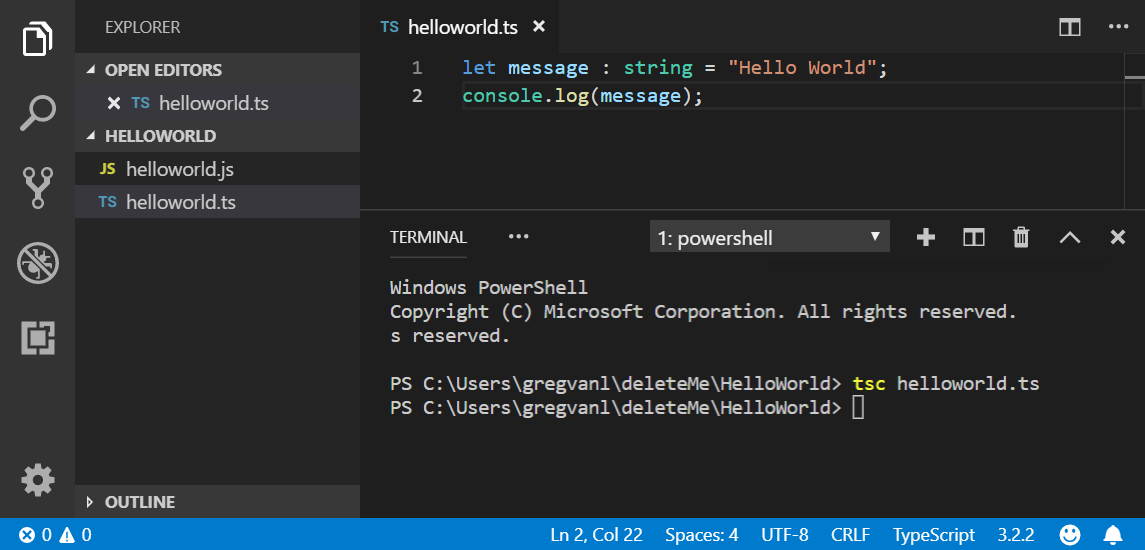 EXPLORER
OPEN EDITORS
TS helloworld.ts
HELLOWORLD
JS helloworld.js
TS helloworld.ts
OUTLINE
TS helloworld.ts
1 let message : string = "Hello World";
2 console.log(message);
TERMINAL
1: powershell
Windows PowerShell
Copyright (C) Microsoft Corporation. All rights reserved.
s reserved.
PS C:\Users\gregvanl\deleteMe\HelloWorld> tsc helloworld.ts
PS C:\Users\gregvanl\deleteMe\HelloWorld>
0 0 Ln 2, Col 22 Spaces: 4 UTF-8 CRLF TypeScript 3.2.2